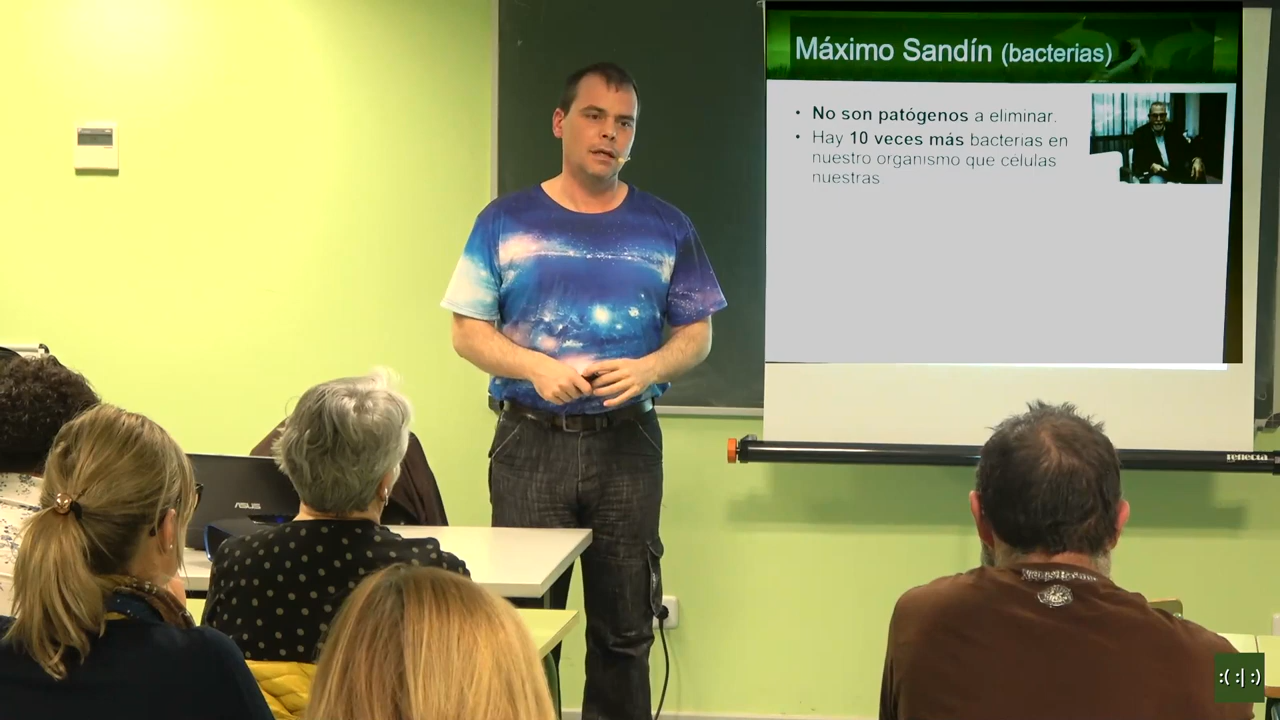 Máximo Sandín (bacterias)
• No son patógenos a eliminar.
• Hay 10 veces más bacterias en
nuestro organismo que células
nuestras
ASUS
:( :| :)